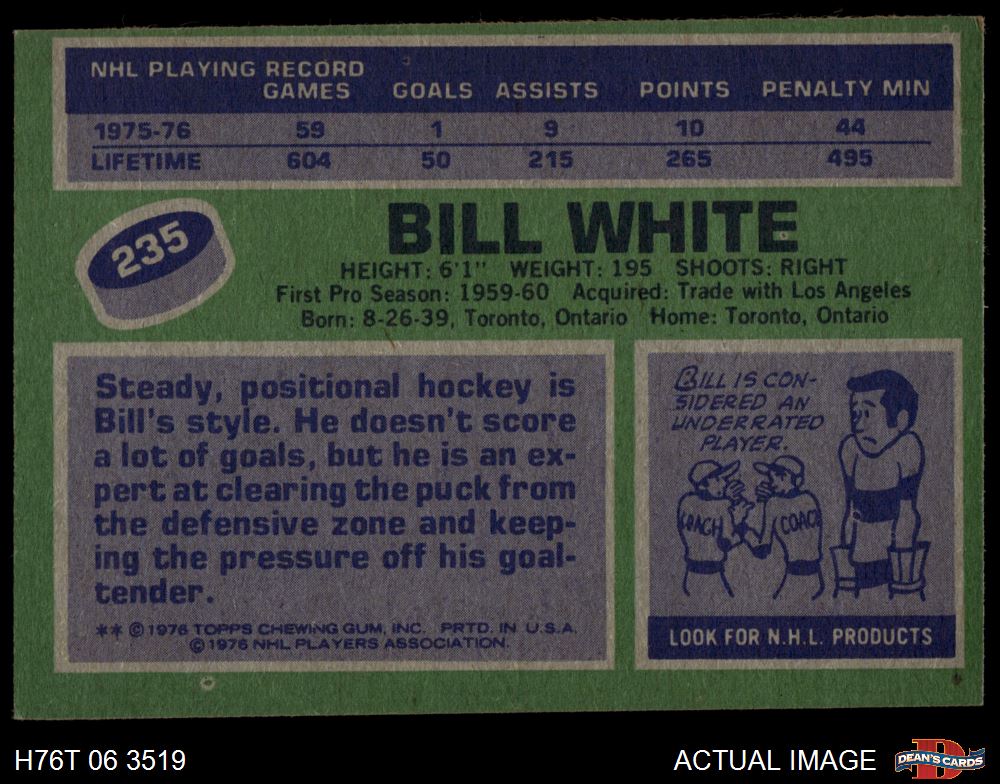 NHL PLAYING RECORD
GAMES GOALS ASSISTS POINTS PENALTY MIN
1975-76 59 1 9 10 44
LIFETIME 604 50 215 265 495
235
BILL WHITE
HEIGHT: 6'1" WEIGHT: 195 SHOOTS: RIGHT
First Pro Season: 1959-60 Acquired: Trade with Los Angeles
Born: 8-26-39, Toronto, Ontario Home: Toronto, Ontario
Steady, positional hockey is
Bill's style. He doesn't score
a lot of goals, but he is an ex-
pert at clearing the puck from
the defensive zone and keep-
ing the pressure off his goal-
tender.
** © 1976 TOPPS CHEWING GUM, INC. PRTD. IN U.S.A.
© 1976 NHL PLAYERS ASSOCIATION.
BILL IS CON-
SIDERED AN
UNDERRATED
PLAYER.
COACH COACH
LOOK FOR N.H.L. PRODUCTS
H76T 06 3519 ACTUAL IMAGE D DEAN'S CARDS